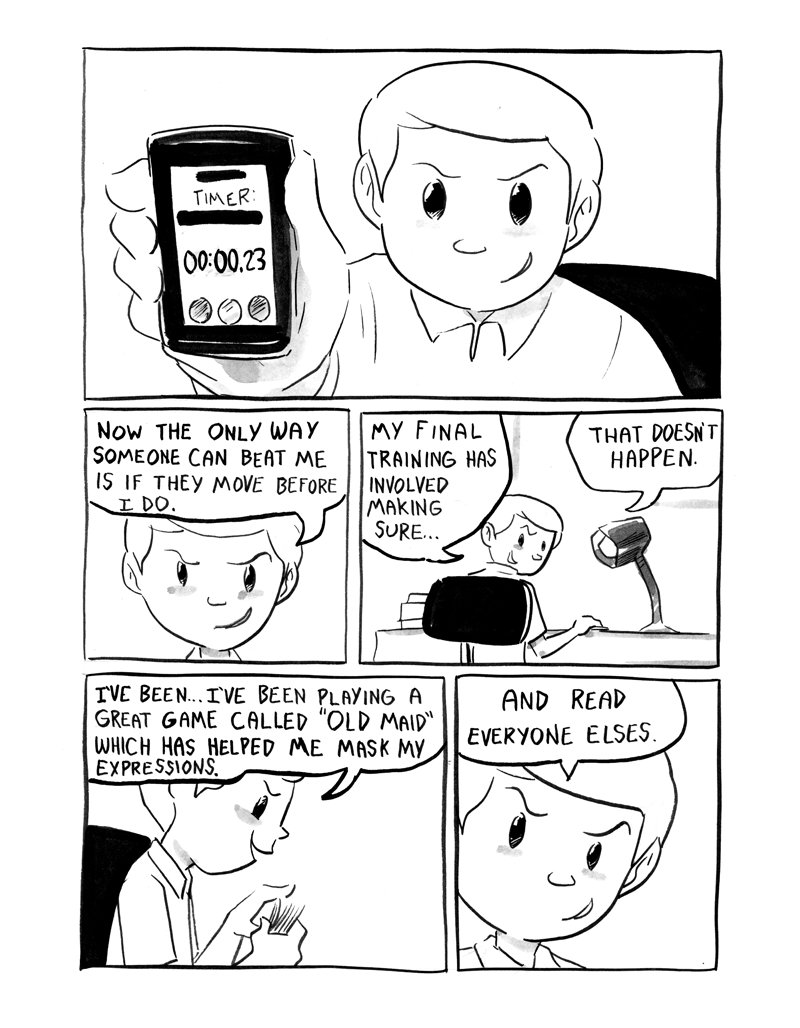 TIMER:
00:00.23
NOW THE ONLY WAY
SOMEONE CAN BEAT ME
IS IF THEY MOVE BEFORE
I DO.
MY FINAL
TRAINING HAS
INVOLVED
MAKING
SURE...
THAT DOESN'T
HAPPEN.
I'VE BEEN...I'VE BEEN PLAYING A
GREAT GAME CALLED "OLD MAID"
WHICH HAS HELPED ME MASK MY
EXPRESSIONS.
AND READ
EVERYONE ELSES.